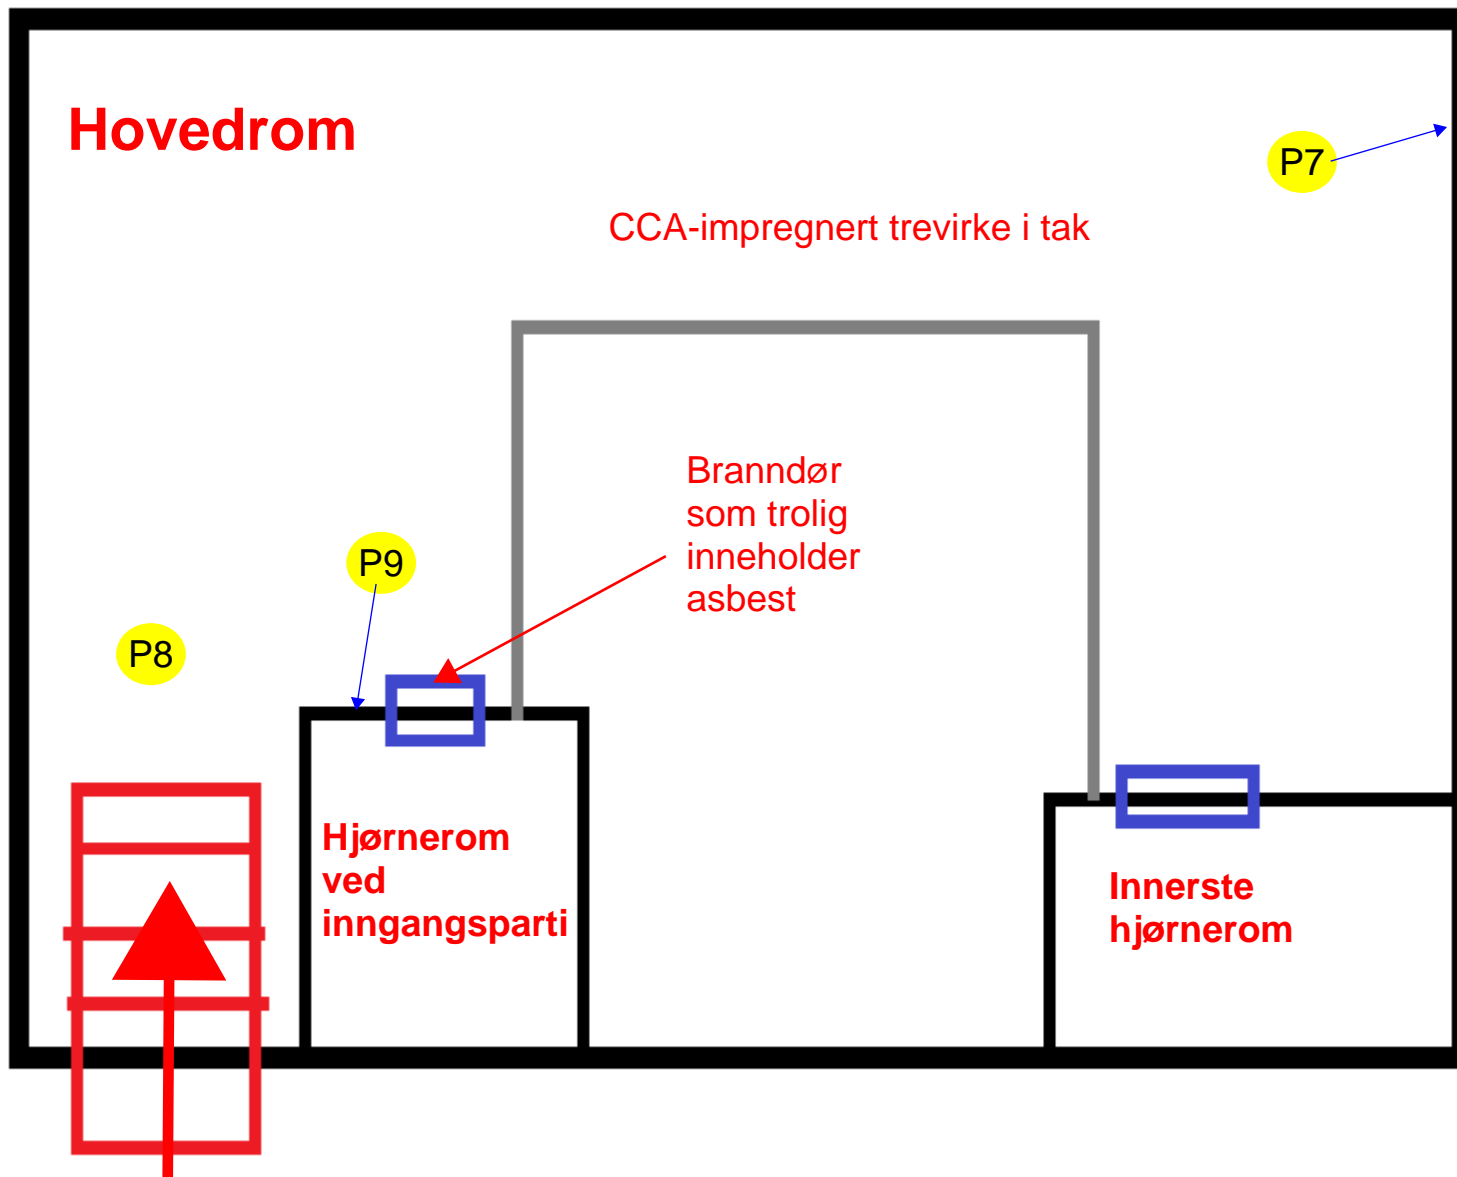 Hovedrom
P7
CCA-impregnert trevirke i tak
Branndør
som trolig
inneholder
asbest
P9
P8
Hjørnerom
ved
inngangsparti
Innerste
hjørnerom